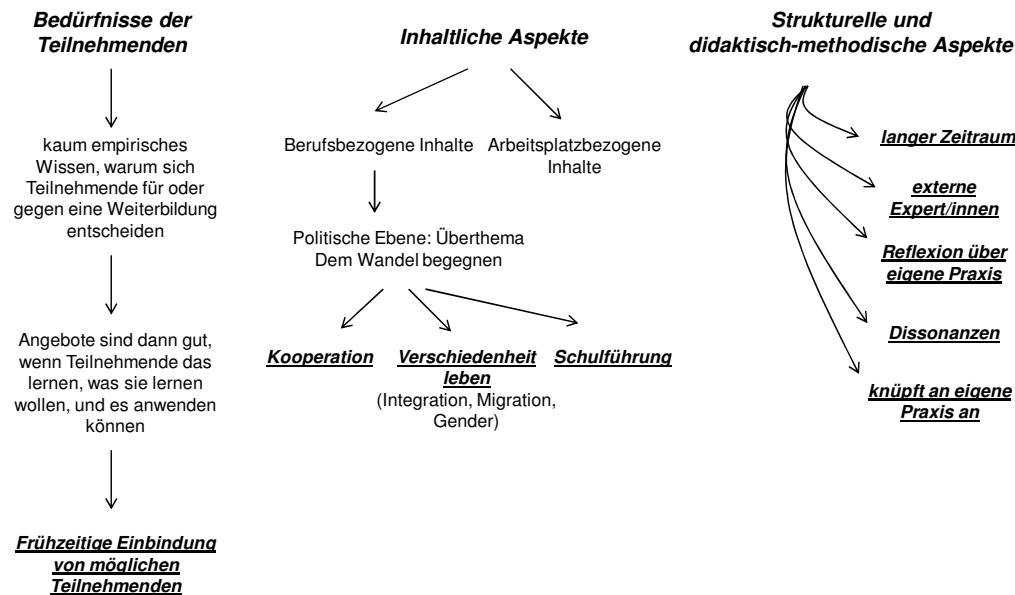 Bedürfnisse der
Teilnehmenden
kaum empirisches
Wissen, warum sich
Teilnehmende für oder
gegen eine Weiterbildung
entscheiden
Angebote sind dann gut,
wenn Teilnehmende das
lernen, was sie lernen
wollen, und es anwenden
können
Frühzeitige Einbindung
von möglichen
Teilnehmenden
Inhaltliche Aspekte
Berufsbezogene Inhalte
Arbeitsplatzbezogene
Inhalte
Politische Ebene: Überthema
Dem Wandel begegnen
Kooperation
Verschiedenheit
leben
(Integration, Migration,
Gender)
Schulführung
Strukturelle und
didaktisch-methodische Aspekte
langer Zeitraum
externe
Expert/innen
Reflexion über
eigene Praxis
Dissonanzen
knüpft an eigene
Praxis an